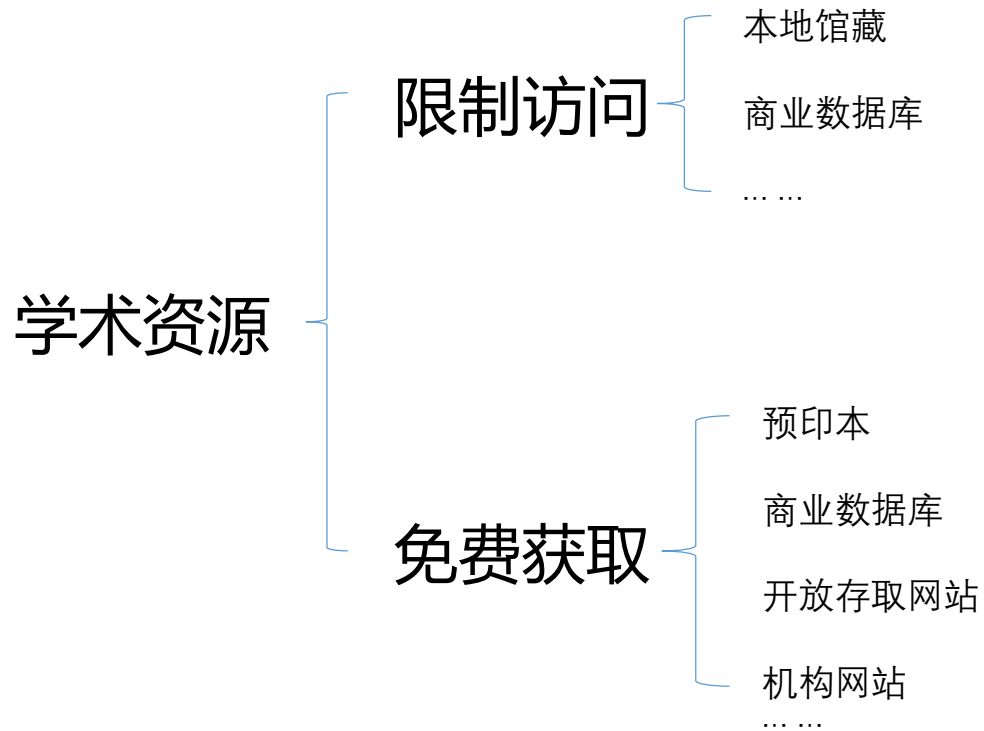 学术资源
限制访问
本地馆藏
商业数据库
... ...
免费获取
预印本
商业数据库
开放存取网站
机构网站
... ...